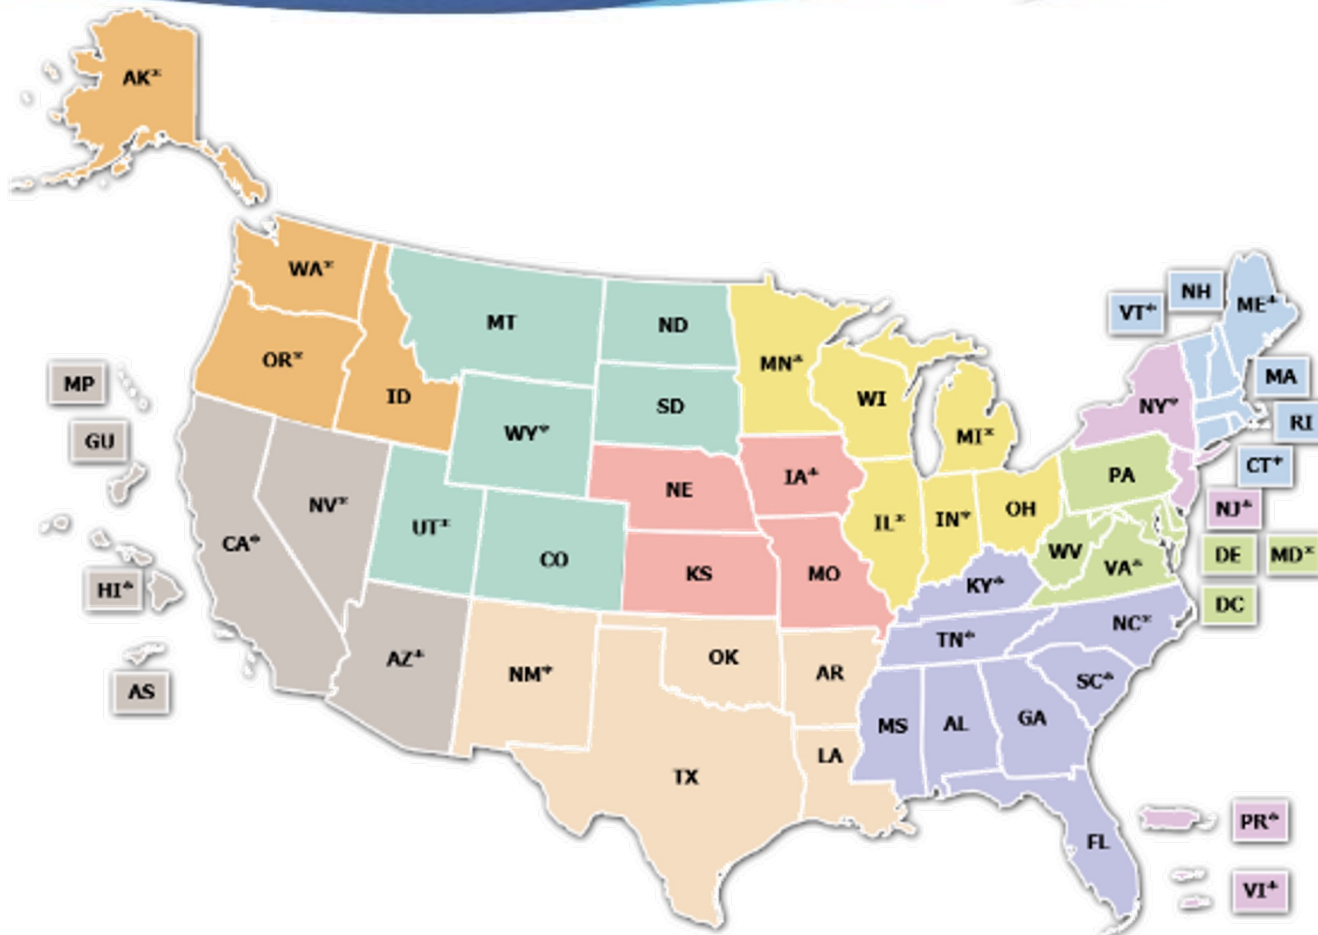 AK*
WA*
MT
ND
OR*
ID
SD
WY*
MN*
WI
MI*
VT*
NH
ME*
MA
RI
CT*
NY*
PA
NJ*
DE
MD*
DC
MP
GU
HI*
AS
CA*
NV*
UT*
CO
NE
IA*
KS
MO
IL*
IN*
OH
WV
VA*
KY*
TN*
NC*
SC*
AZ*
NM*
OK
AR
TX
LA
MS
AL
GA
FL
PR*
VI*